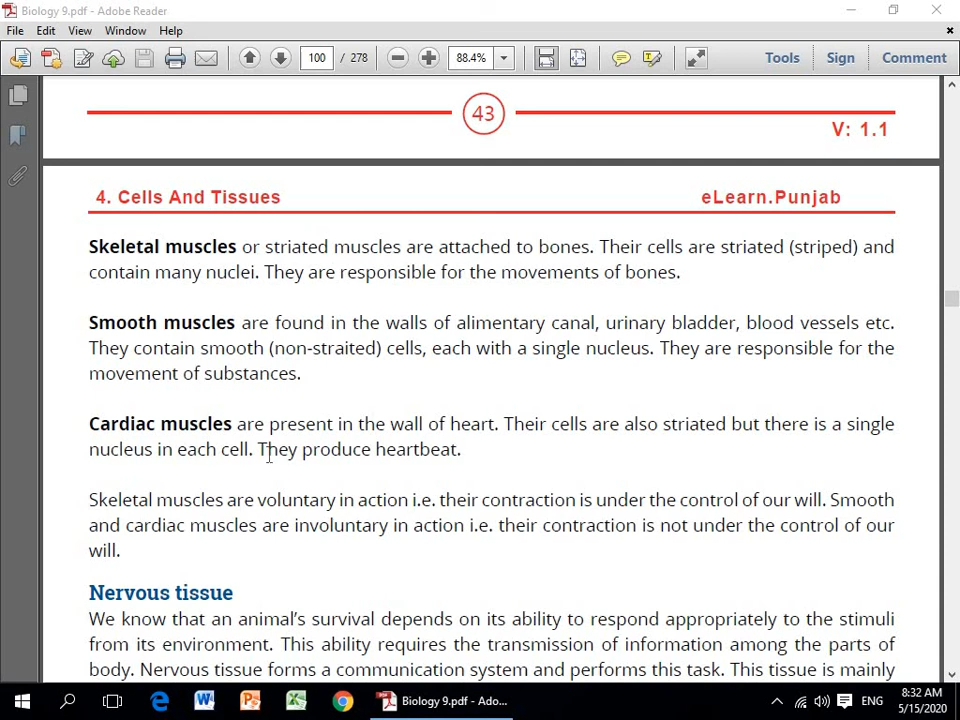 Biology 9.pdf - Adobe Reader
File Edit View Window Help
100 / 278 88.4% Tools Sign Comment
43
V: 1.1
4. Cells And Tissues eLearn.Punjab
Skeletal muscles or striated muscles are attached to bones. Their cells are striated (striped) and
contain many nuclei. They are responsible for the movements of bones.
Smooth muscles are found in the walls of alimentary canal, urinary bladder, blood vessels etc.
They contain smooth (non-straited) cells, each with a single nucleus. They are responsible for the
movement of substances.
Cardiac muscles are present in the wall of heart. Their cells are also striated but there is a single
nucleus in each cell. They produce heartbeat.
Skeletal muscles are voluntary in action i.e. their contraction is under the control of our will. Smooth
and cardiac muscles are involuntary in action i.e. their contraction is not under the control of our
will.
Nervous tissue
We know that an animal’s survival depends on its ability to respond appropriately to the stimuli
from its environment. This ability requires the transmission of information among the parts of
body. Nervous tissue forms a communication system and performs this task. This tissue is mainly
Biology 9.pdf - Ado... ENG 8:32 AM
5/15/2020